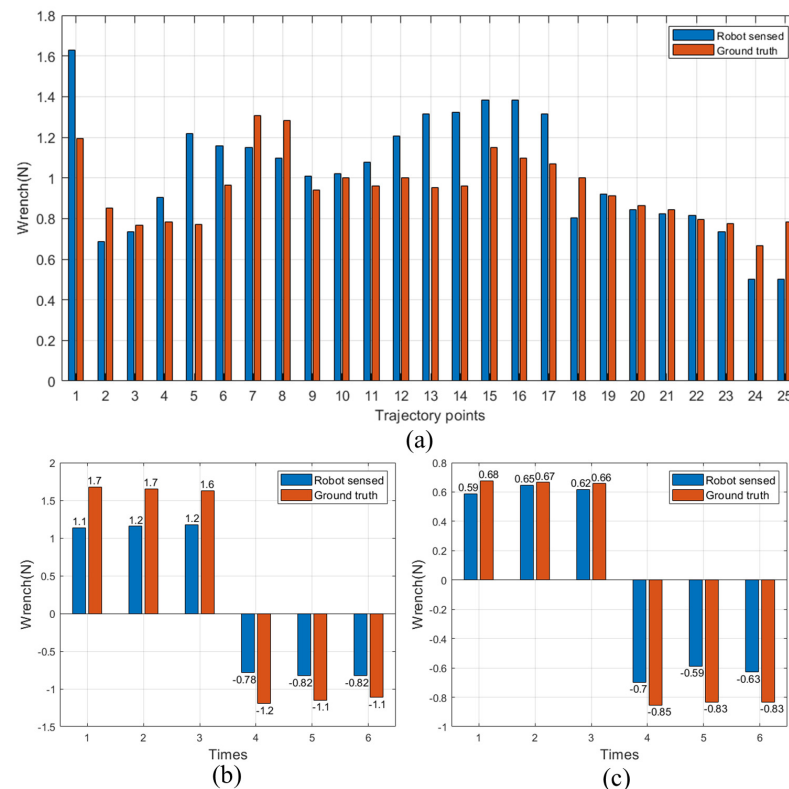 1.8
1.6
1.4
1.2
1
0.8
0.6
0.4
0.2
0
Wrench(N)
Robot sensed
Ground truth
1 2 3 4 5 6 7 8 9 10 11 12 13 14 15 16 17 18 19 20 21 22 23 24 25
Trajectory points
(a)
2
1.5
1
0.5
0
-0.5
-1
-1.5
Wrench(N)
Robot sensed
Ground truth
1.1 1.7 1.2 1.7 1.2 1.6
-0.78 -1.2 -0.82 -1.1 -0.82 -1.1
1 2 3 4 5 6
Times
(b)
0.8
0.6
0.4
0.2
0
-0.2
-0.4
-0.6
-0.8
-1
Wrench(N)
Robot sensed
Ground truth
0.59 0.68 0.65 0.67 0.62 0.66
-0.7 -0.85 -0.59 -0.83 -0.63 -0.83
1 2 3 4 5 6
Times
(c)